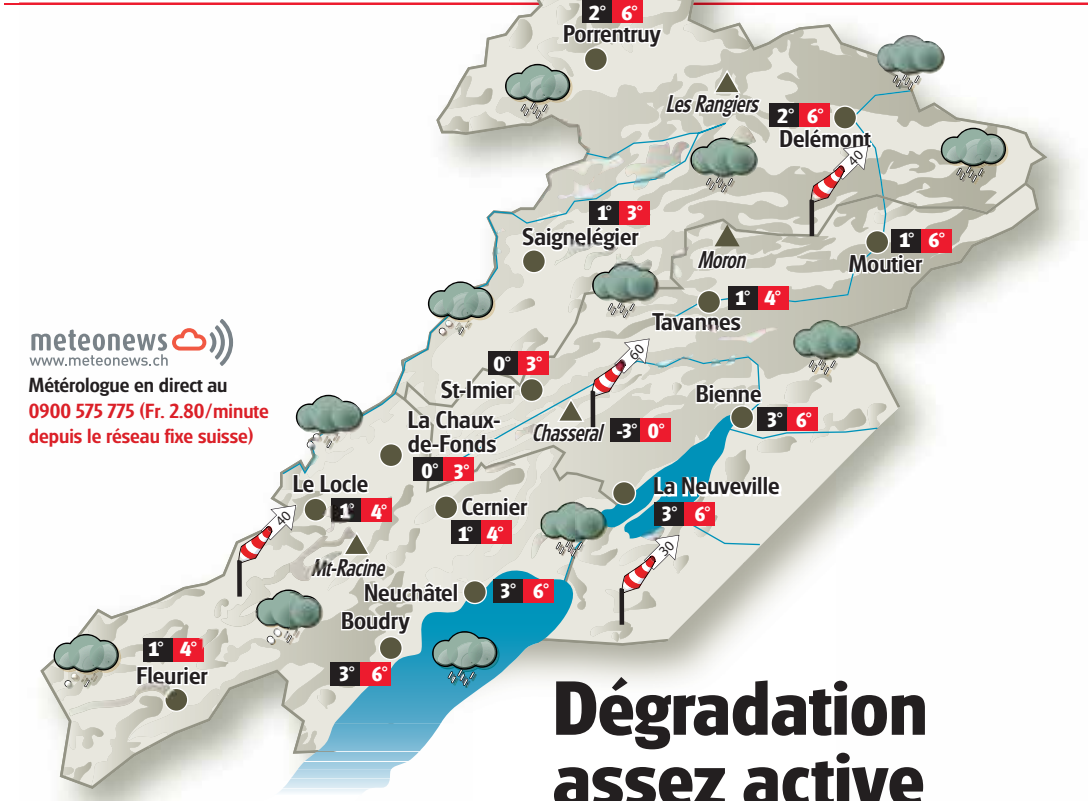 2° 6°
Porrentruy
Les Rangiers
2° 6°
Delémont
40
1° 3°
Saignelégier
Moron
1° 6°
Moutier
1° 4°
Tavannes
meteonews
www.meteonews.ch
Météorologue en direct au
0900 575 775 (Fr. 2.80/minute
depuis le réseau fixe suisse)
60
0° 3°
St-Imier
Bienne
3° 6°
Chasseral -3° 0°
La Chaux-
de-Fonds
0° 3°
Le Locle
1° 4°
Cernier
1° 4°
La Neuveville
3° 6°
40
Mt-Racine
30
Neuchâtel 3° 6°
Boudry
3° 6°
1° 4°
Fleurier
Dégradation
assez active